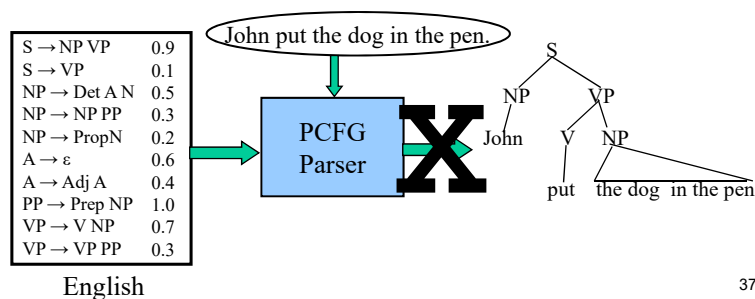 John put the dog in the pen.
S → NP VP 0.9
S → VP 0.1
NP → Det A N 0.5
NP → NP PP 0.3
NP → PropN 0.2
A → ε 0.6
A → Adj A 0.4
PP → Prep NP 1.0
VP → V NP 0.7
VP → VP PP 0.3
English
PCFG
Parser
X
S
NP VP
John V NP
put the dog in the pen
37